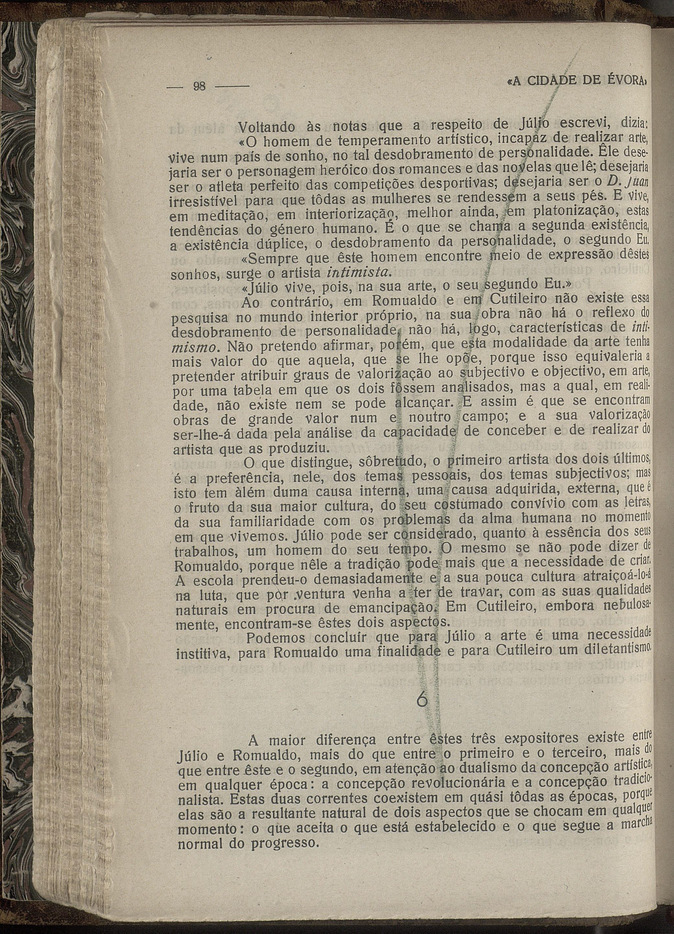 — 98 ——
«A CIDADE DE ÉVORA»
Voltando às notas que a respeito de Júlio escrevi, dizia:
«O homem de temperamento artístico, incapaz de realizar arte,
vive num país de sonho, no tal desdobramento de personalidade. Êle dese-
jaria ser o personagem heróico dos romances e das novelas que lê; desejaria
ser o atleta perfeito das competições desportivas; desejaria ser o D. Juan
irresistível para que tôdas as mulheres se rendessem a seus pés. E vive,
em meditação, em interiorização, melhor ainda, em platonização, estas
tendências do género humano. É o que se chama a segunda existência,
a existência dúplice, o desdobramento da personalidade, o segundo Eu.
«Sempre que êste homem encontre meio de expressão dêstes
sonhos, surge o artista intimista.
«Júlio vive, pois, na sua arte, o seu segundo Eu.»
Ao contrário, em Romualdo e em Cutileiro não existe essa
pesquisa no mundo interior próprio, na sua obra não há o reflexo do
desdobramento de personalidade, não há, logo, características de inti-
mismo. Não pretendo afirmar, porém, que esta modalidade da arte tenha
mais valor do que aquela, que se lhe opõe, porque isso equivaleria a
pretender atribuir graus de valorização ao subjectivo e objectivo, em arte,
por uma tabela em que os dois fôssem analisados, mas a qual, em reali-
dade, não existe nem se pode alcançar. E assim é que se encontram
obras de grande valor num e noutro campo; e a sua valorização
ser-lhe-á dada pela análise da capacidade de conceber e de realizar do
artista que as produziu.
O que distingue, sôbretudo, o primeiro artista dos dois últimos,
é a preferência, nele, dos temas pessoais, dos temas subjectivos; mas
isto tem àlém duma causa interna, uma causa adquirida, externa, que é
o fruto da sua maior cultura, do seu costumado convívio com as letras,
da sua familiaridade com os problemas da alma humana no momento
em que vivemos. Júlio pode ser considerado, quanto à essência dos seus
trabalhos, um homem do seu tempo. O mesmo se não pode dizer de
Romualdo, porque nêle a tradição pode mais que a necessidade de criar.
A escola prendeu-o demasiadamente e a sua pouca cultura atraiçoá-lo-á
na luta, que por .ventura venha a ter de travar, com as suas qualidades
naturais em procura de emancipação. Em Cutileiro, embora nebulosa-
mente, encontram-se êstes dois aspectos.
Podemos concluír que para Júlio a arte é uma necessidade
institiva, para Romualdo uma finalidade e para Cutileiro um diletantismo.
6
A maior diferença entre êstes três expositores existe entre
Júlio e Romualdo, mais do que entre o primeiro e o terceiro, mais do
que entre êste e o segundo, em atenção ao dualismo da concepção artística,
em qualquer época: a concepção revolucionária e a concepção tradicio-
nalista. Estas duas correntes coexistem em quási tôdas as épocas, porque
elas são a resultante natural de dois aspectos que se chocam em qualquer
momento: o que aceita o que está estabelecido e o que segue a marcha
normal do progresso.